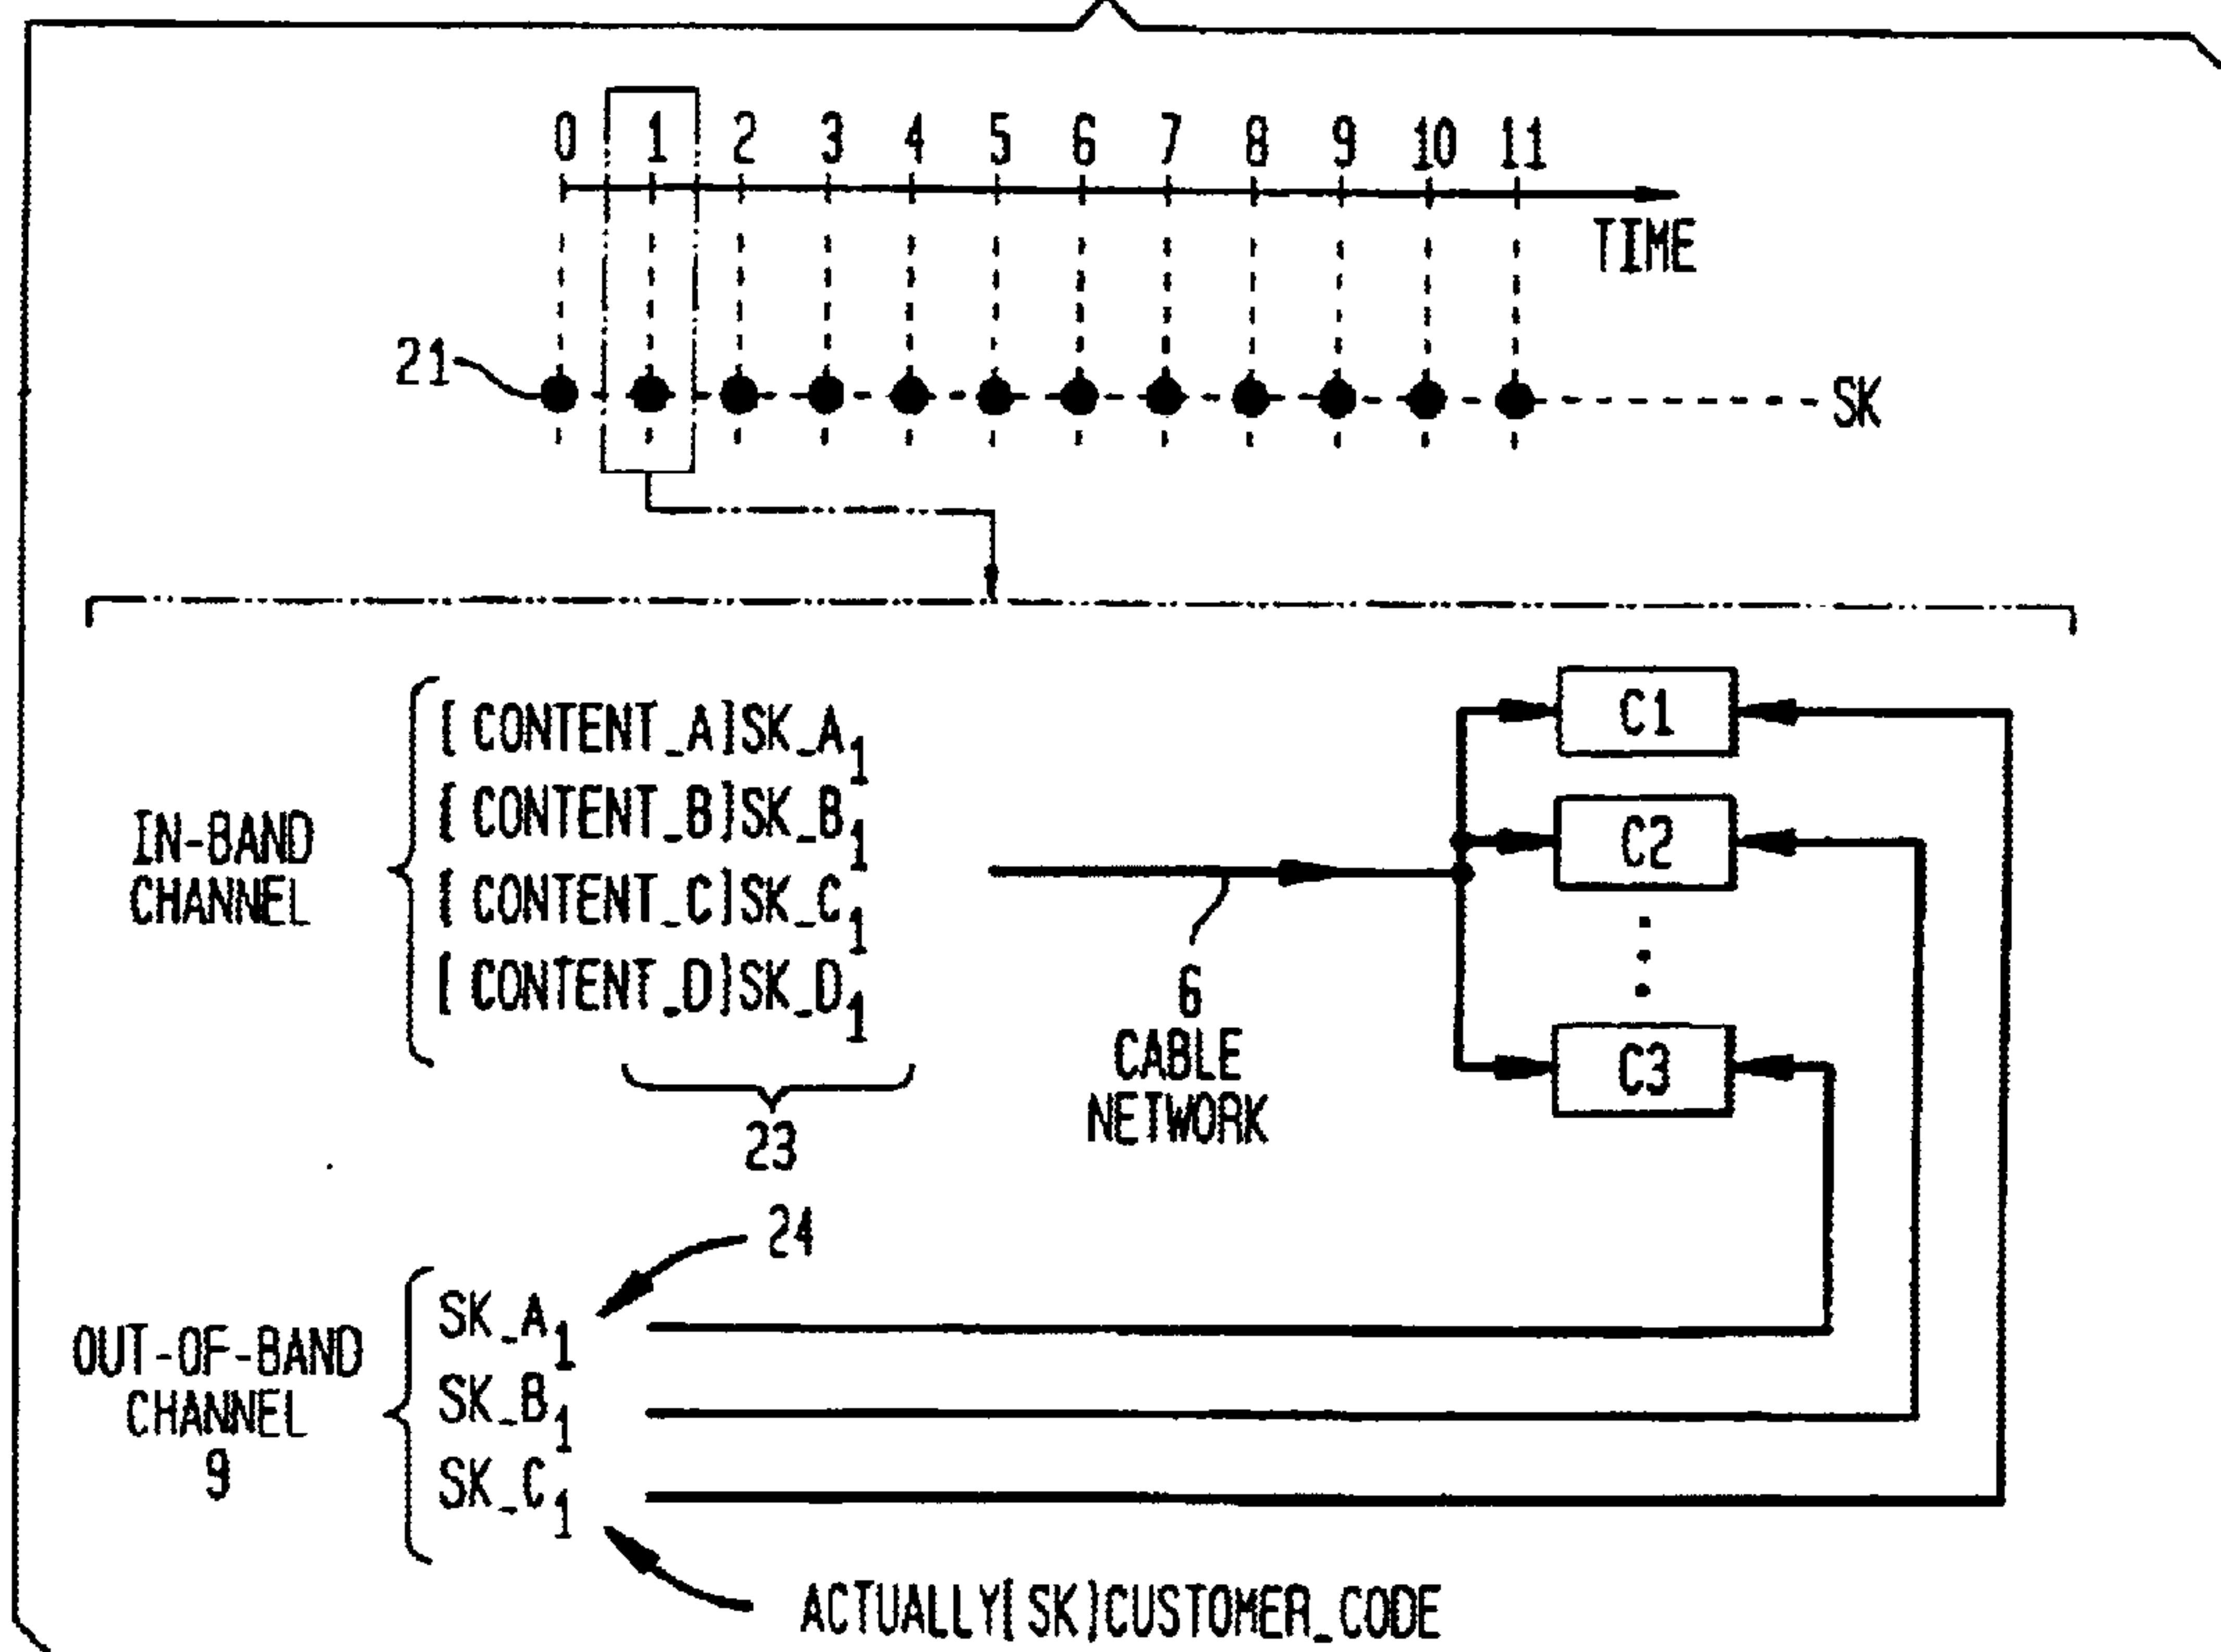 0 1 2 3 4 5 6 7 8 9 10 11
TIME
21
SK
IN-BAND
CHANNEL
[ CONTENT_A]SK_A1
[ CONTENT_B]SK_B1
[ CONTENT_C]SK_C1
[ CONTENT_D]SK_D1
23
6
CABLE
NETWORK
C1
C2
C3
24
OUT-OF-BAND
CHANNEL
9
SK_A1
SK_B1
SK_C1
ACTUALLY[SK]CUSTOMER_CODE